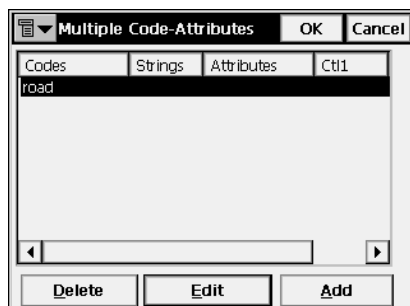 Multiple Code-Attributes OK Cancel
Codes Strings Attributes Ctl1
road
Delete Edit Add